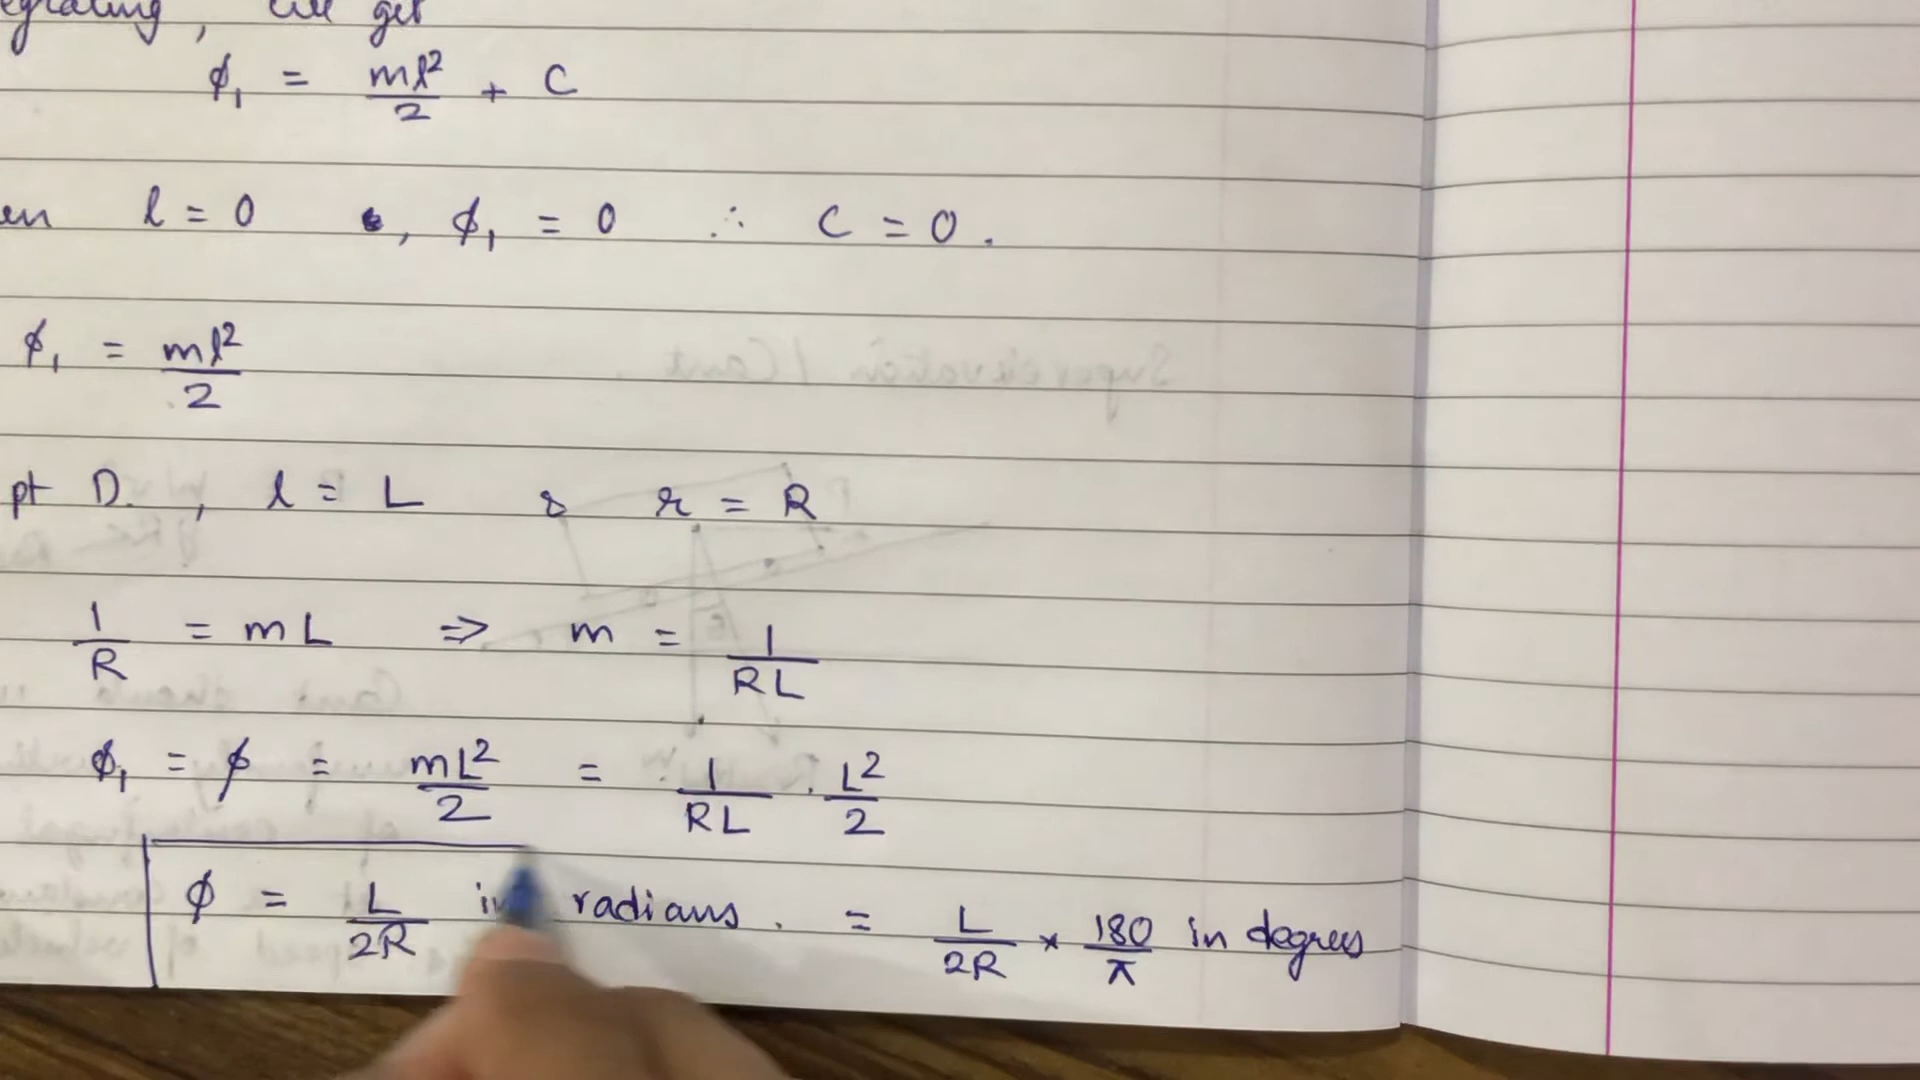 we get
ϕ₁ = ml²/2 + C
l = 0 , ϕ₁ = 0 ∴ C = 0 .
ϕ₁ = ml²/2
pt D , l = L & r = R
1/R = mL ⇒ m = 1/RL
ϕ₁ = ϕ = mL²/2 = 1/RL . L²/2
ϕ = L/2R in radians . = L/2R × 180/π in degrees